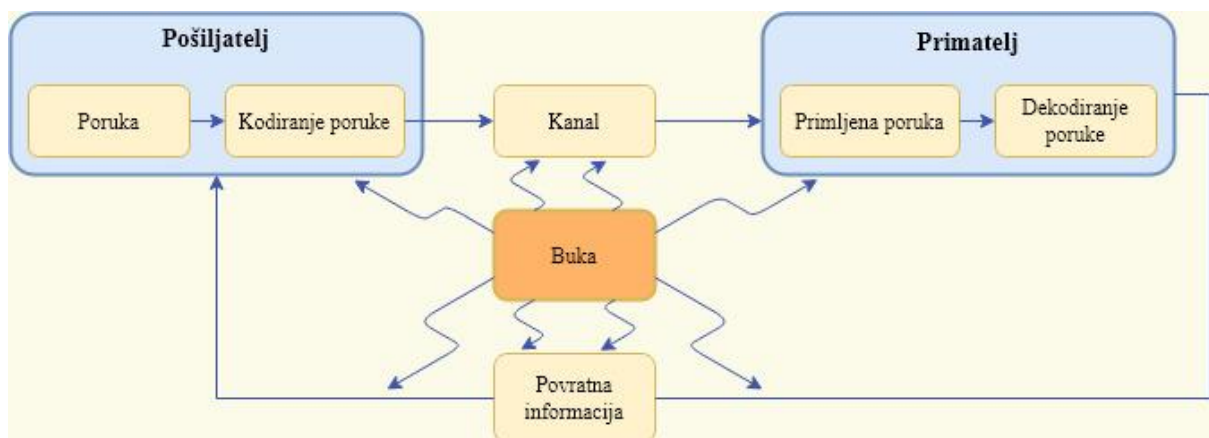 Pošiljatelj
Poruka
Kodiranje poruke
Kanal
Primatelj
Primljena poruka
Dekodiranje
poruke
Buka
Povratna
informacija